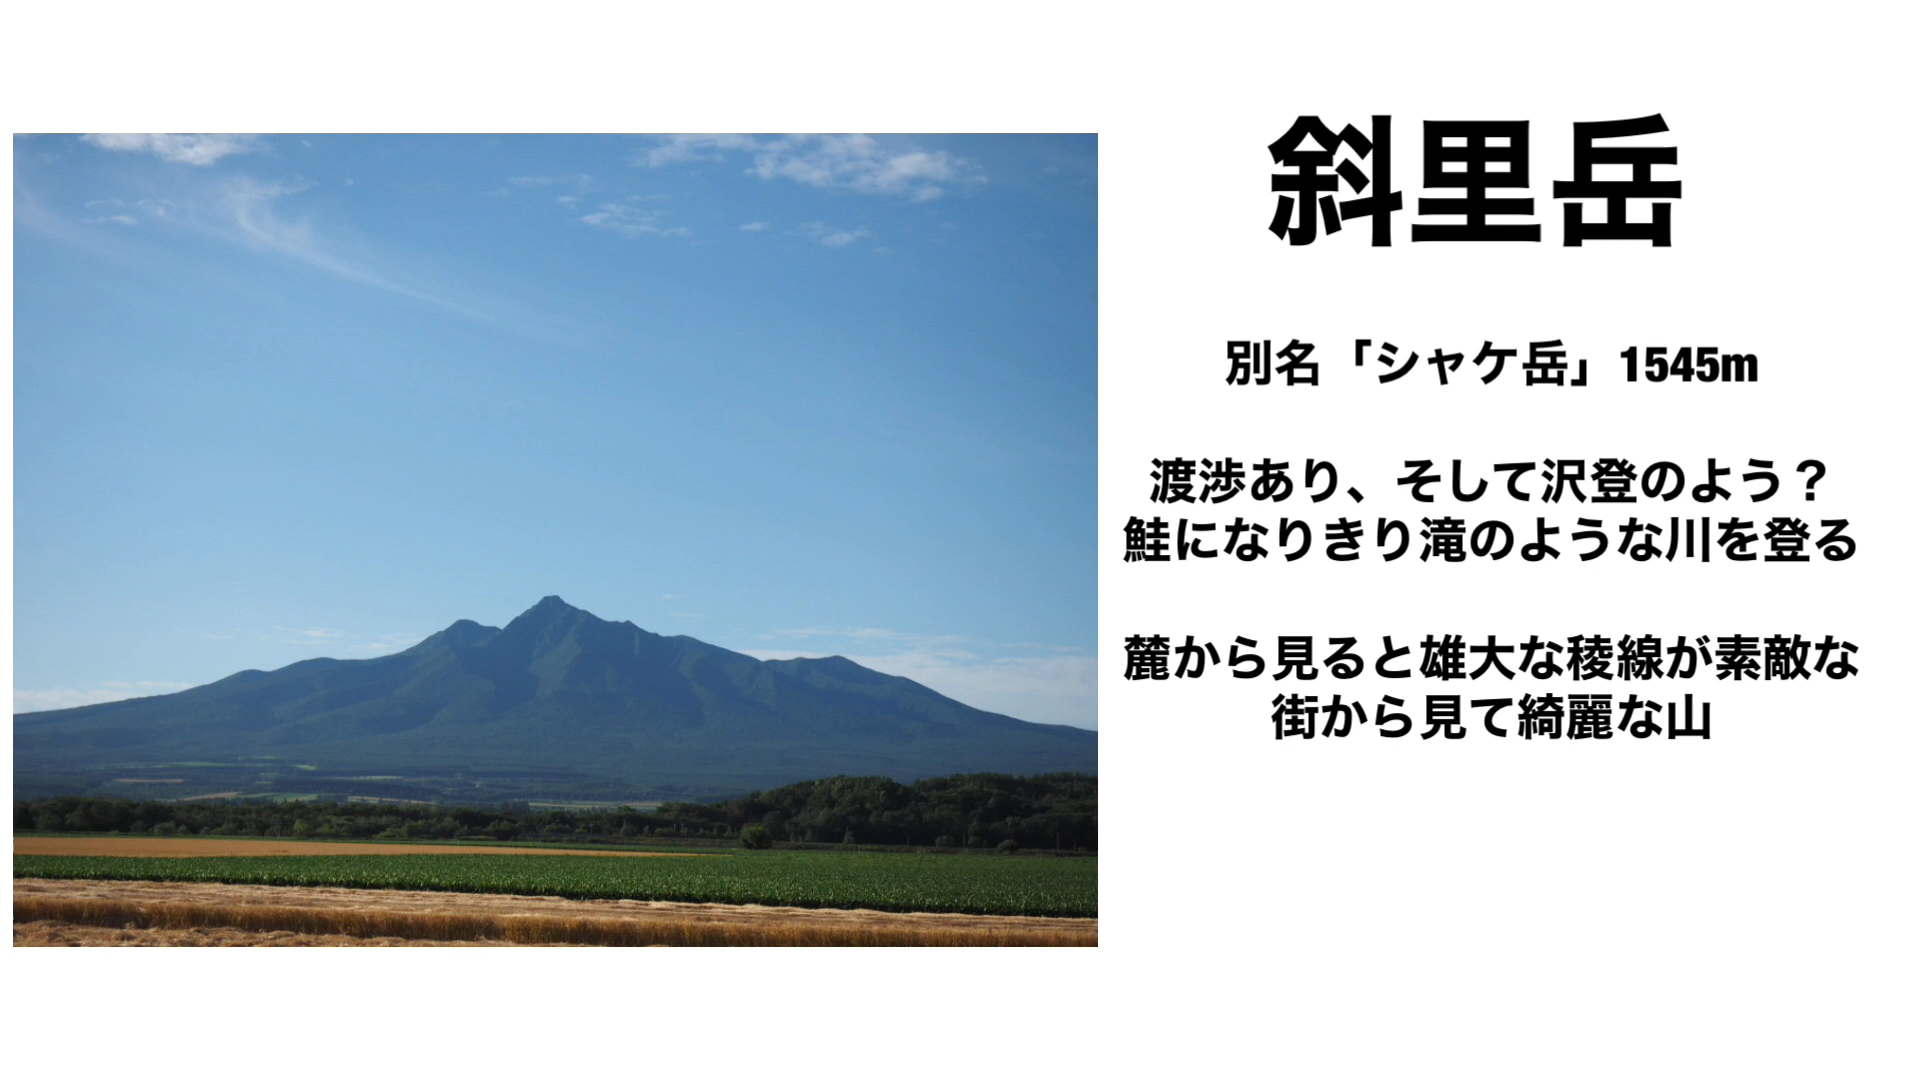 斜里岳
別名「シャケ岳」1545m
渡渉あり、そして沢登のよう？
鮭になりきり滝のような川を登る
麓から見ると雄大な稜線が素敵な
街から見て綺麗な山